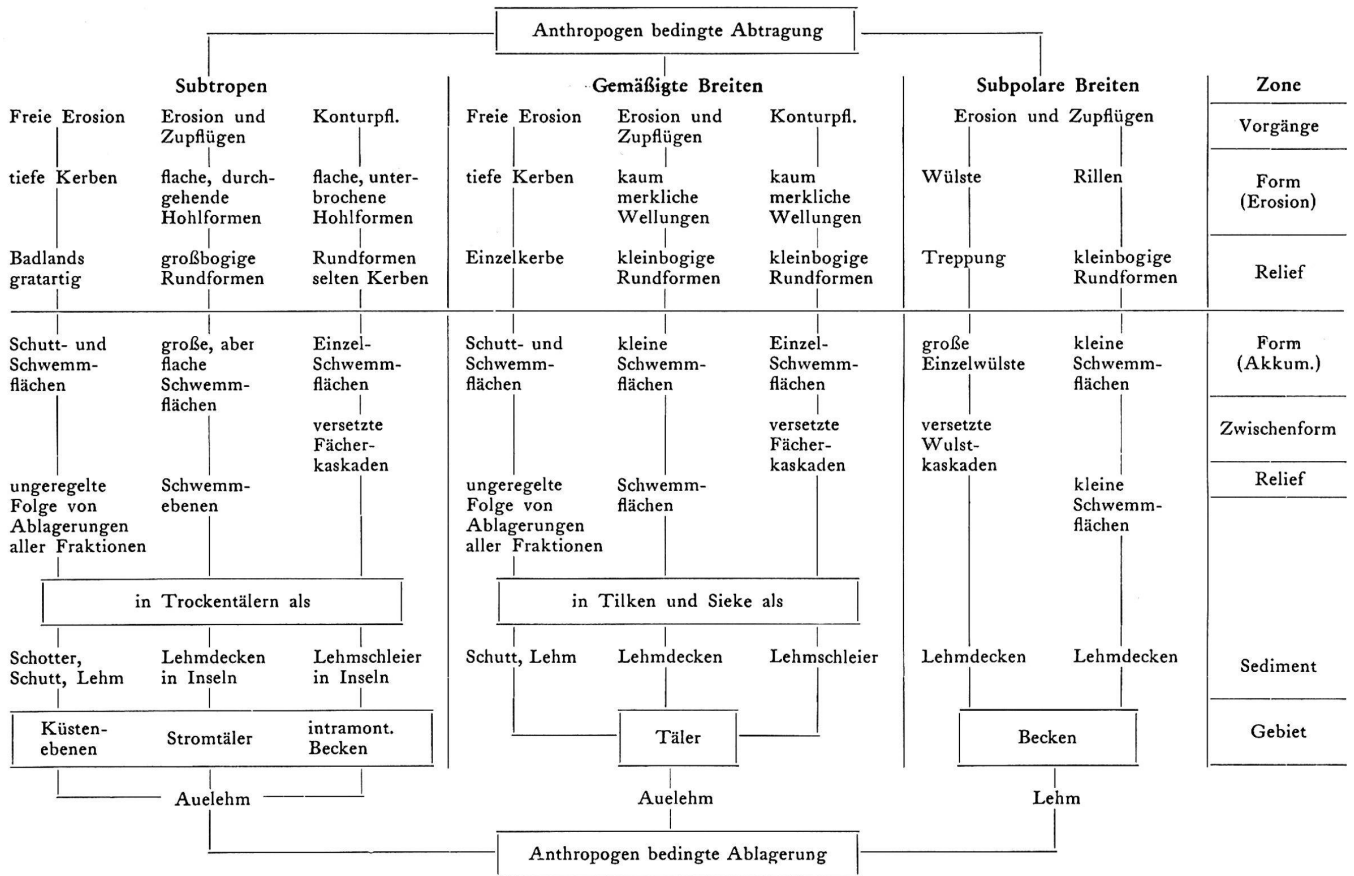 Anthropogen bedingte Abtragung
Subtropen
Gemäßigte Breiten
Subpolare Breiten
Zone
Freie Erosion
Erosion und
Zupflügen
Konturpfl.
Freie Erosion
Erosion und
Zupflügen
Konturpfl.
Erosion und Zupflügen
Vorgänge
tiefe Kerben
flache, durch-
gehende
Hohlformen
flache, unter-
brochene
Hohlformen
tiefe Kerben
kaum
merkliche
Wellungen
kaum
merkliche
Wellungen
Wülste
Rillen
Form
(Erosion)
Badlands
gratartig
großbogige
Rundformen
Rundformen
selten Kerben
Einzelkerbe
kleinbogige
Rundformen
kleinbogige
Rundformen
Treppung
kleinbogige
Rundformen
Relief
Schutt- und
Schwemm-
flächen
große, aber
flache
Schwemm-
flächen
Einzel-
Schwemm-
flächen
Schutt- und
Schwemm-
flächen
kleine
Schwemm-
flächen
Einzel-
Schwemm-
flächen
große
Einzelwülste
kleine
Schwemm-
flächen
Form
(Akkum.)
versetzte
Fächer-
kaskaden
versetzte
Fächer-
kaskaden
versetzte
Wulst-
kaskaden
Zwischenform
ungeregelte
Folge von
Ablagerungen
aller Fraktionen
Schwemm-
ebenen
ungeregelte
Folge von
Ablagerungen
aller Fraktionen
Schwemm-
flächen
kleine
Schwemm-
flächen
Relief
in Trockentälern als
in Tilken und Sieke als
Schotter,
Schutt, Lehm
Lehmdecken
in Inseln
Lehmschleier
in Inseln
Schutt, Lehm
Lehmdecken
Lehmschleier
Lehmdecken
Lehmdecken
Sediment
Küsten-
ebenen
Stromtäler
intramont.
Becken
Täler
Becken
Gebiet
Auelehm
Auelehm
Lehm
Anthropogen bedingte Ablagerung